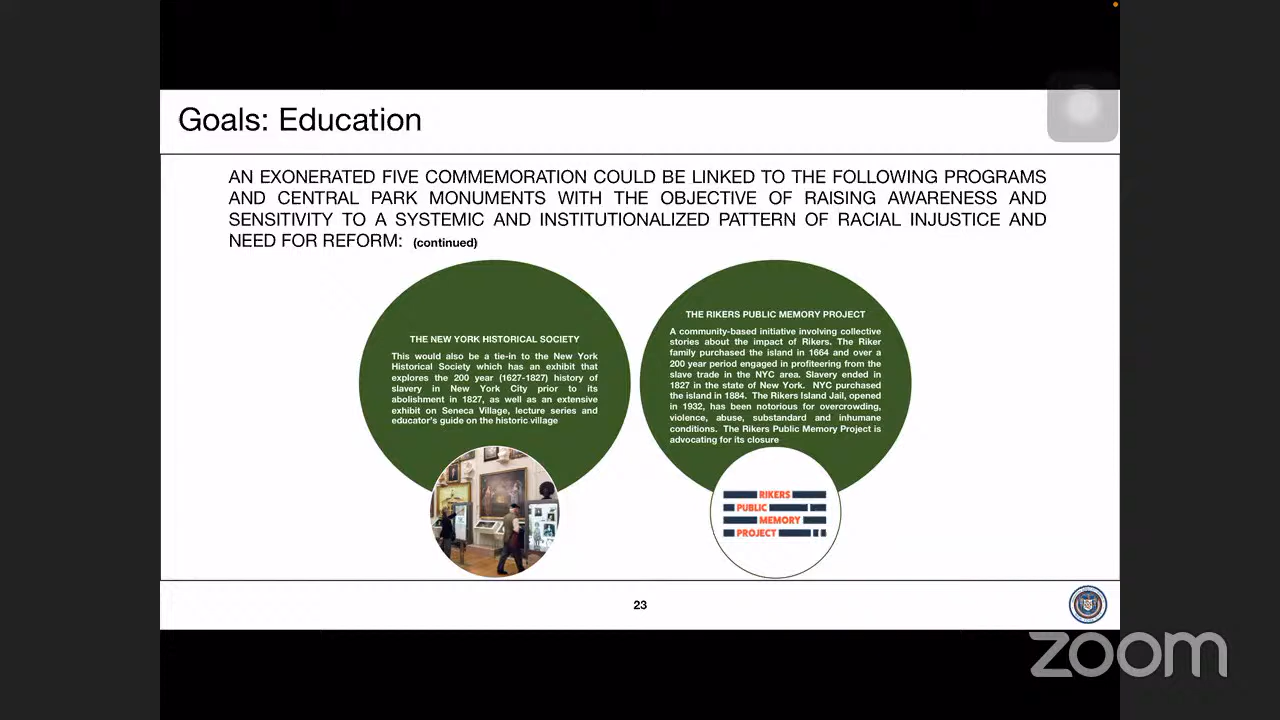 Goals: Education
AN EXONERATED FIVE COMMEMORATION COULD BE LINKED TO THE FOLLOWING PROGRAMS
AND CENTRAL PARK MONUMENTS WITH THE OBJECTIVE OF RAISING AWARENESS AND
SENSITIVITY TO A SYSTEMIC AND INSTITUTIONALIZED PATTERN OF RACIAL INJUSTICE AND
NEED FOR REFORM: (continued)
THE NEW YORK HISTORICAL SOCIETY
This would also be a tie-in to the New York
Historical Society which has an exhibit that
explores the 200 year (1627-1827) history of
slavery in New York City prior to its
abolishment in 1827, as well as an extensive
exhibit on Seneca Village, lecture series and
educator's guide on the historic village
THE RIKERS PUBLIC MEMORY PROJECT
A community-based initiative involving collective
stories about the impact of Rikers. The Riker
family purchased the island in 1664 and over a
200 year period engaged in profiteering from the
slave trade in the NYC area. Slavery ended in
1827 in the state of New York. NYC purchased
the island in 1884. The Rikers Island Jail, opened
in 1932, has been notorious for overcrowding,
violence, abuse, substandard and inhumane
conditions. The Rikers Public Memory Project is
advocating for its closure
RIKERS
PUBLIC
MEMORY
PROJECT
23
zoom